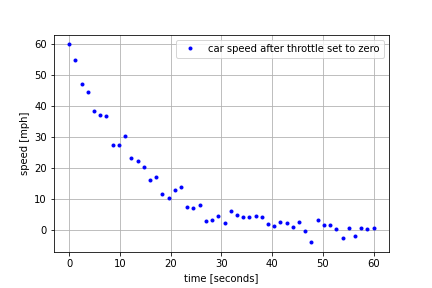 car speed after throttle set to zero
60
50
40
30
20
10
0
speed [mph]
0 10 20 30 40 50 60
time [seconds]